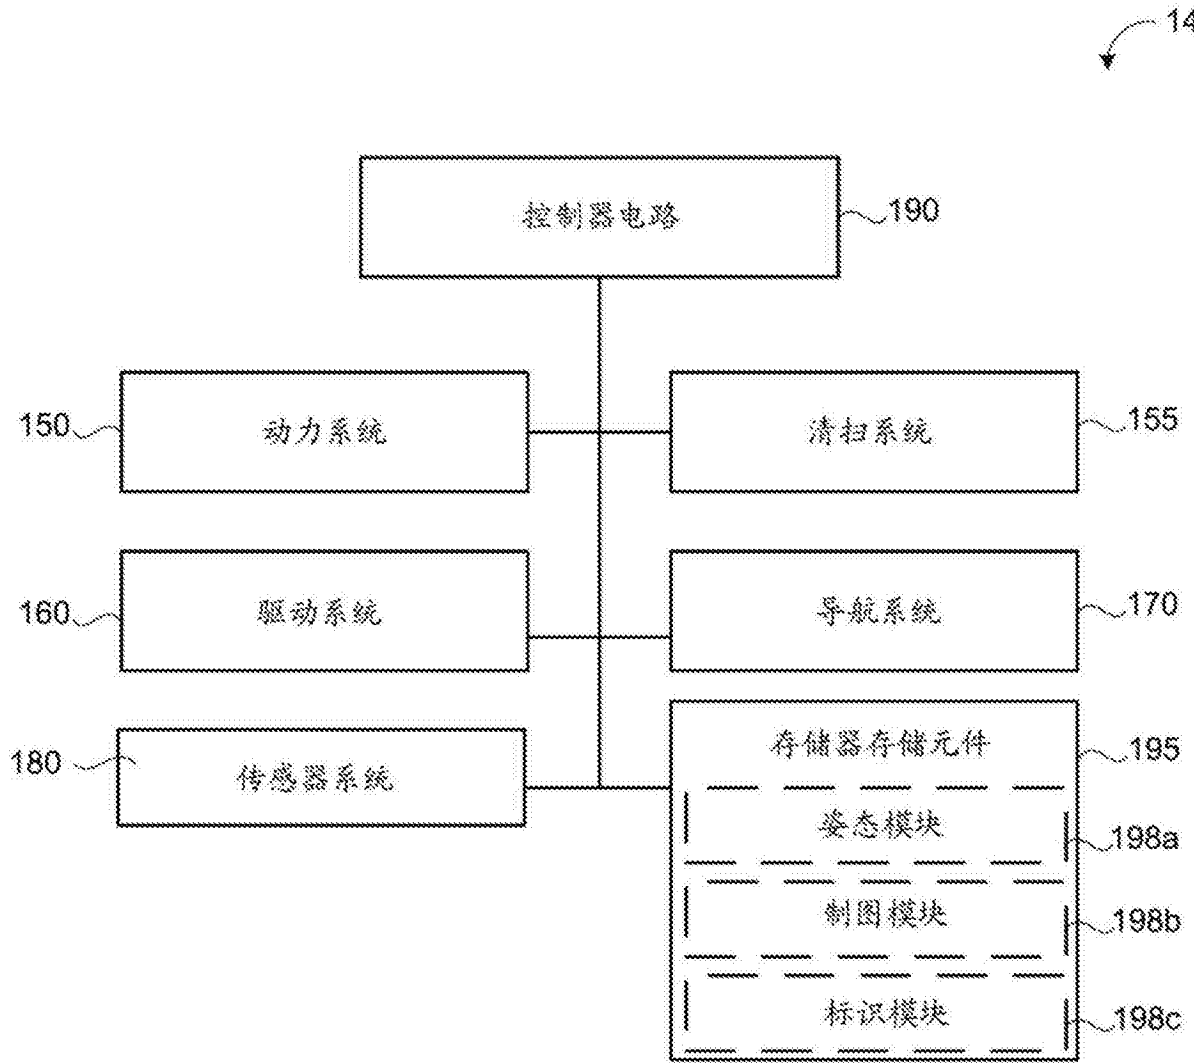 14
控制器电路
190
150
动力系统
清扫系统
155
160
驱动系统
导航系统
170
180
传感器系统
存储器存储元件
195
姿态模块
198a
制图模块
198b
标识模块
198c